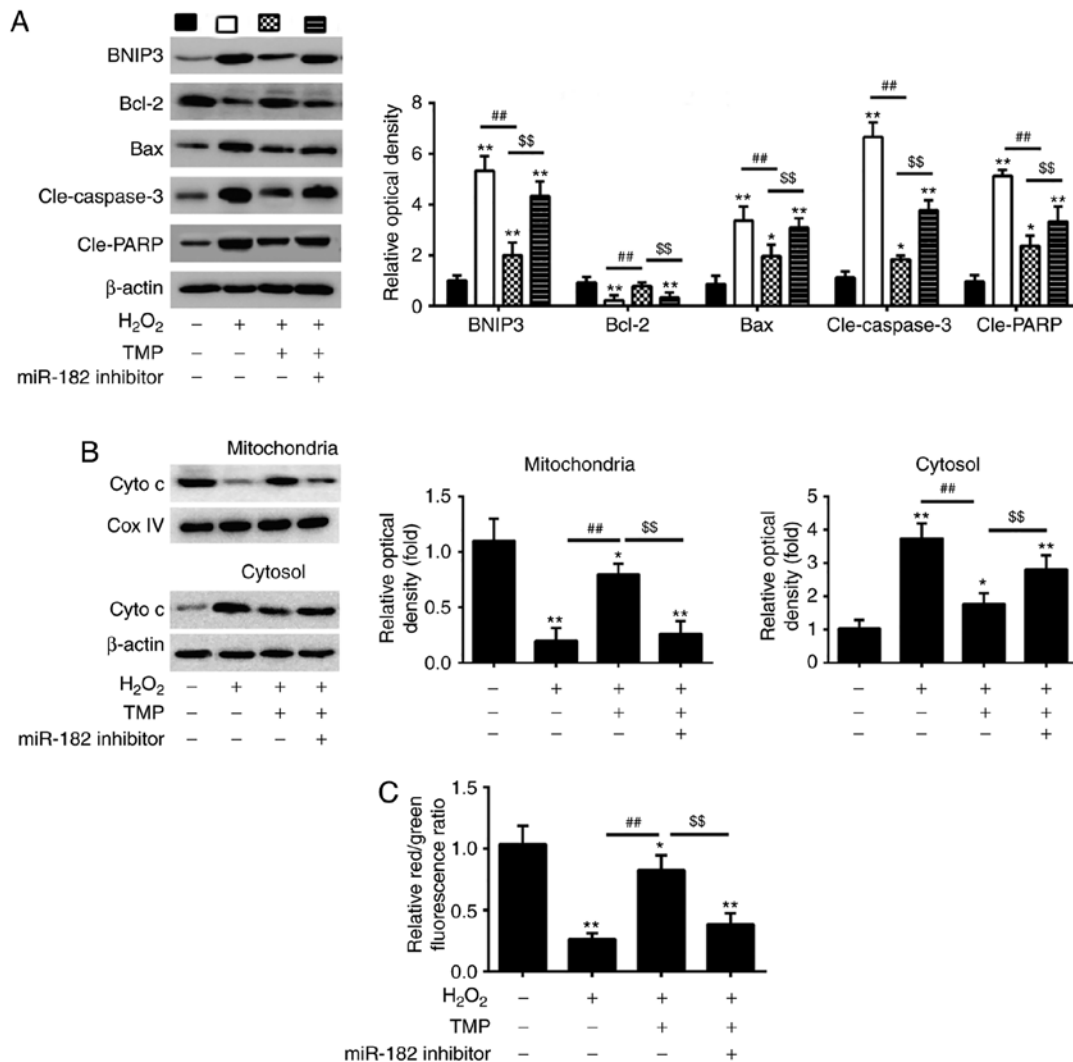 A
BNIP3
Bcl-2
Bax
Cle-caspase-3
Cle-PARP
β-actin
H₂O₂ – + + +
TMP – – + +
miR-182 inhibitor – – – +
Relative optical density
8
6
4
2
0
** ## ** $$ **
** ## $$ **
** ## * $$ **
** ## * $$ **
** ## * $$ **
BNIP3 Bcl-2 Bax Cle-caspase-3 Cle-PARP
B
Mitochondria
Cyto c
Cox IV
Cytosol
Cyto c
β-actin
H₂O₂ – + + +
TMP – – + +
miR-182 inhibitor – – – +
Mitochondria
Relative optical
density (fold)
1.5
1.0
0.5
0.0
** ## * $$ **
– + + +
– – + +
– – – +
Cytosol
Relative optical
density (fold)
5
4
3
2
1
0
** ## * $$ **
– + + +
– – + +
– – – +
C
Relative red/green
fluorescence ratio
1.5
1.0
0.5
0.0
** ## * $$ **
H₂O₂ – + + +
TMP – – + +
miR-182 inhibitor – – – +